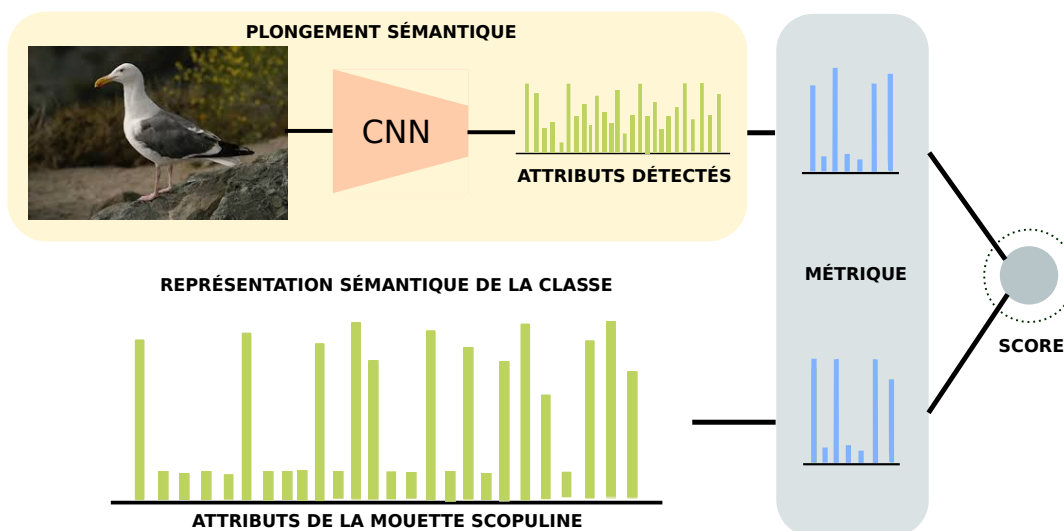 PLONGEMENT SÉMANTIQUE
CNN
ATTRIBUTS DÉTECTÉS
MÉTRIQUE
SCORE
REPRÉSENTATION SÉMANTIQUE DE LA CLASSE
ATTRIBUTS DE LA MOUETTE SCOPULINE